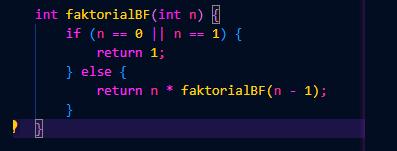 int faktorialBF(int n) {
    if (n == 0 || n == 1) {
        return 1;
    } else {
        return n * faktorialBF(n - 1);
    }
}